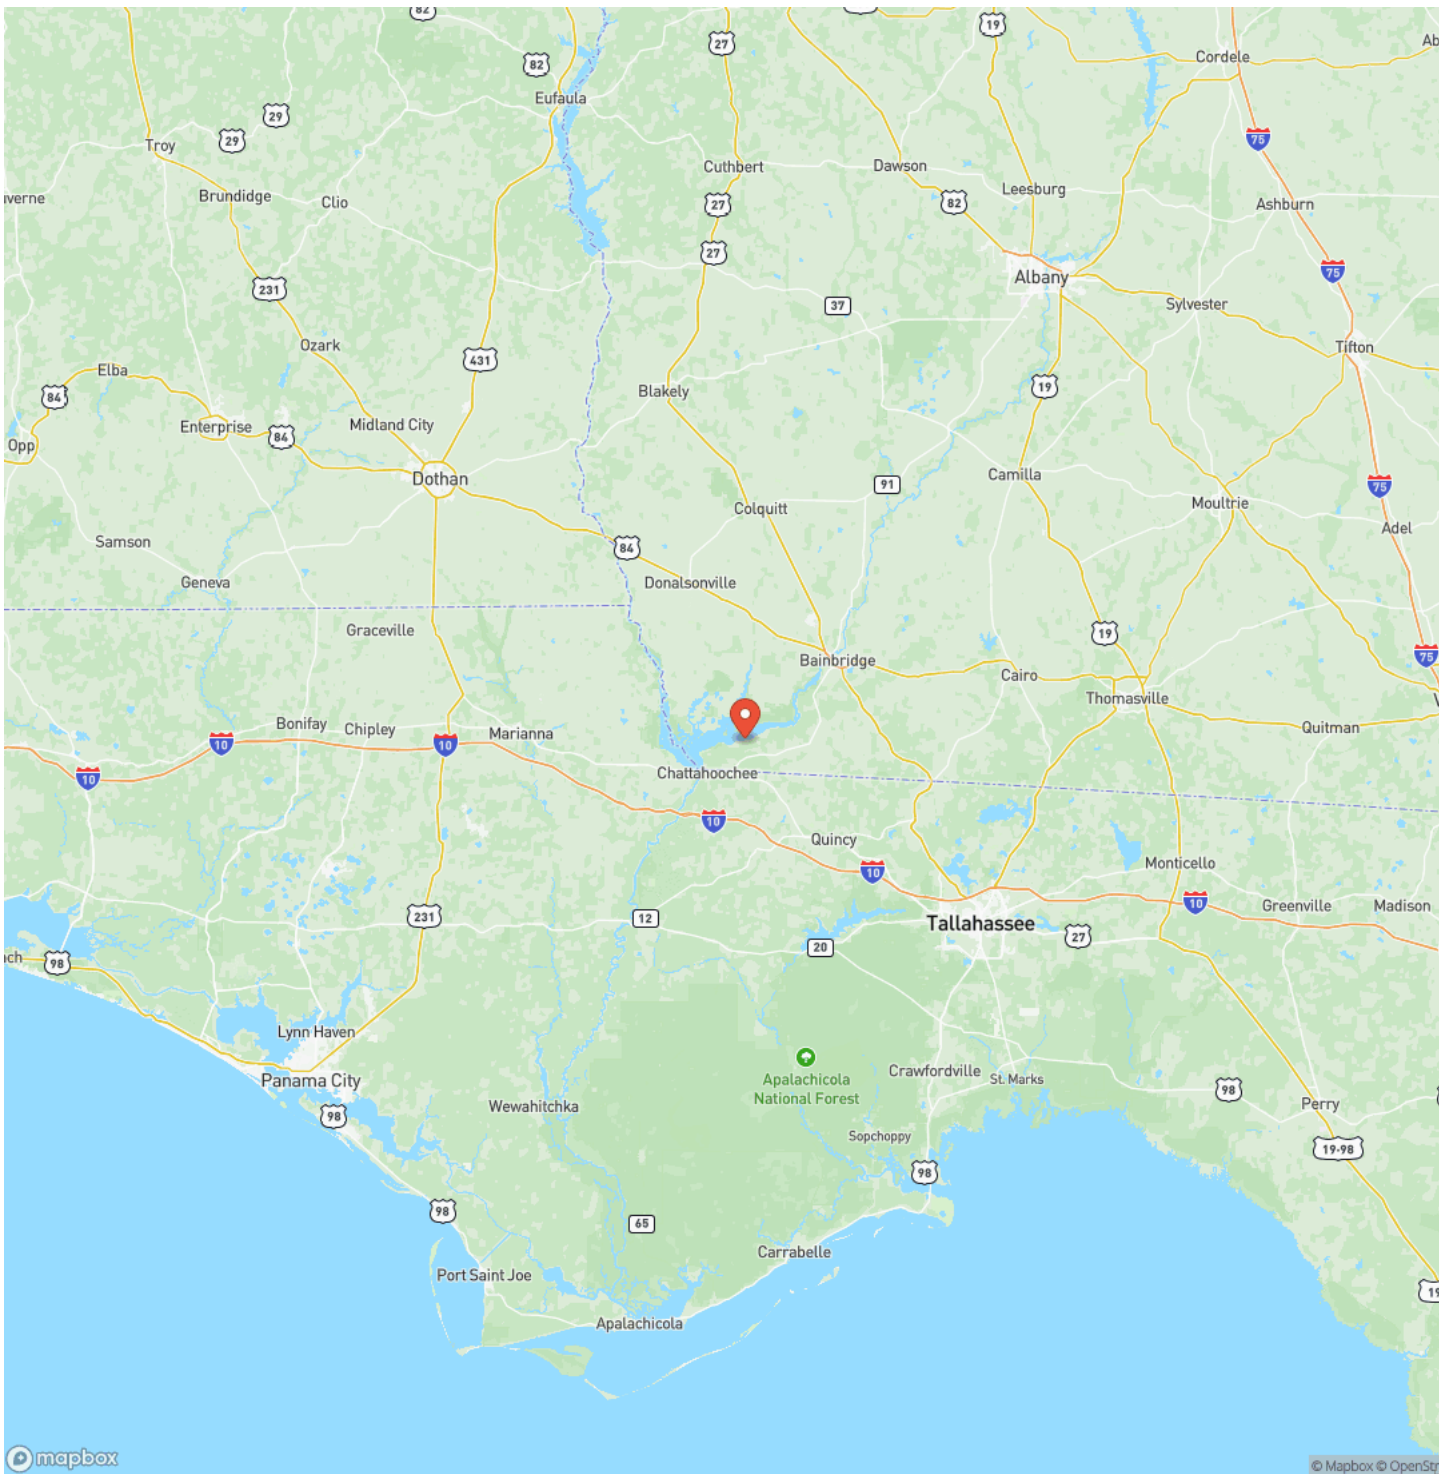 82
19
27
Cordele
Ab
82
Eufaula
29
75
29
Troy
Cuthbert
Dawson
Leesburg
Brundidge
Clio
verne
82
27
Ashburn
27
75
Albany
231
37
Sylvester
Ozark
Tifton
431
Elba
84
Blakely
19
Enterprise
Midland City
84
Opp
Dothan
Camilla
91
75
Moultrie
Colquitt
Adel
Samson
84
Geneva
Donalsonville
Graceville
19
Bainbridge
75
Cairo
Thomasville
Bonifay
Chipley
Marianna
Quitman
10
10
10
Chattahoochee
10
Quincy
Monticello
10
10
Greenville
Madison
231
12
Tallahassee
27
20
ach
98
Lynn Haven
Panama City
Apalachicola
National Forest
Crawfordville
St. Marks
98
Perry
98
Wewahitchka
Sopchoppy
19-98
98
98
65
Carrabelle
Port Saint Joe
19
Apalachicola
mapbox
© Mapbox © OpenStr